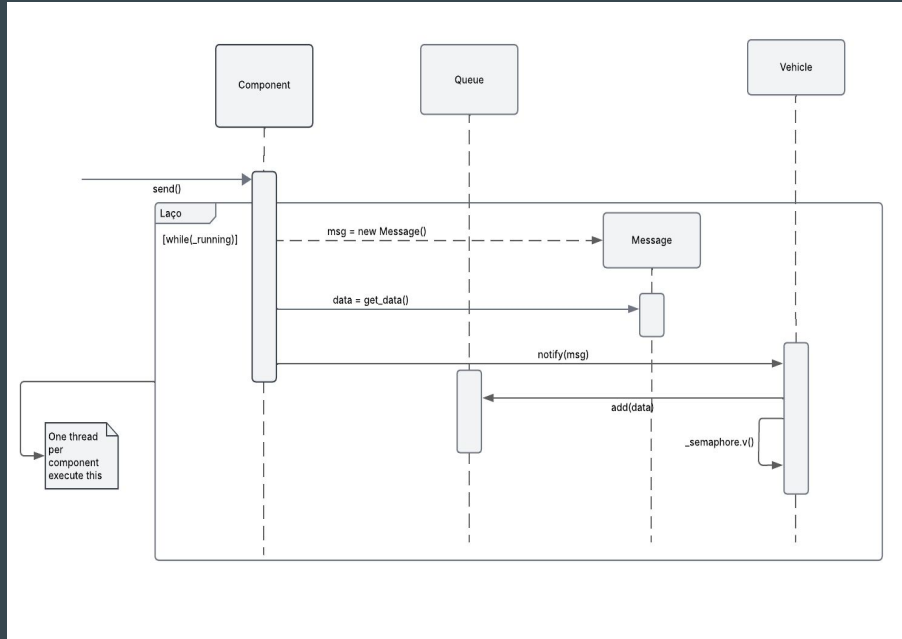 Component
Queue
Vehicle
send()
Laço
[while(_running)]
msg = new Message()
Message
data = get_data()
notify(msg)
add(data)
_semaphore.v()
One thread
per
component
execute this